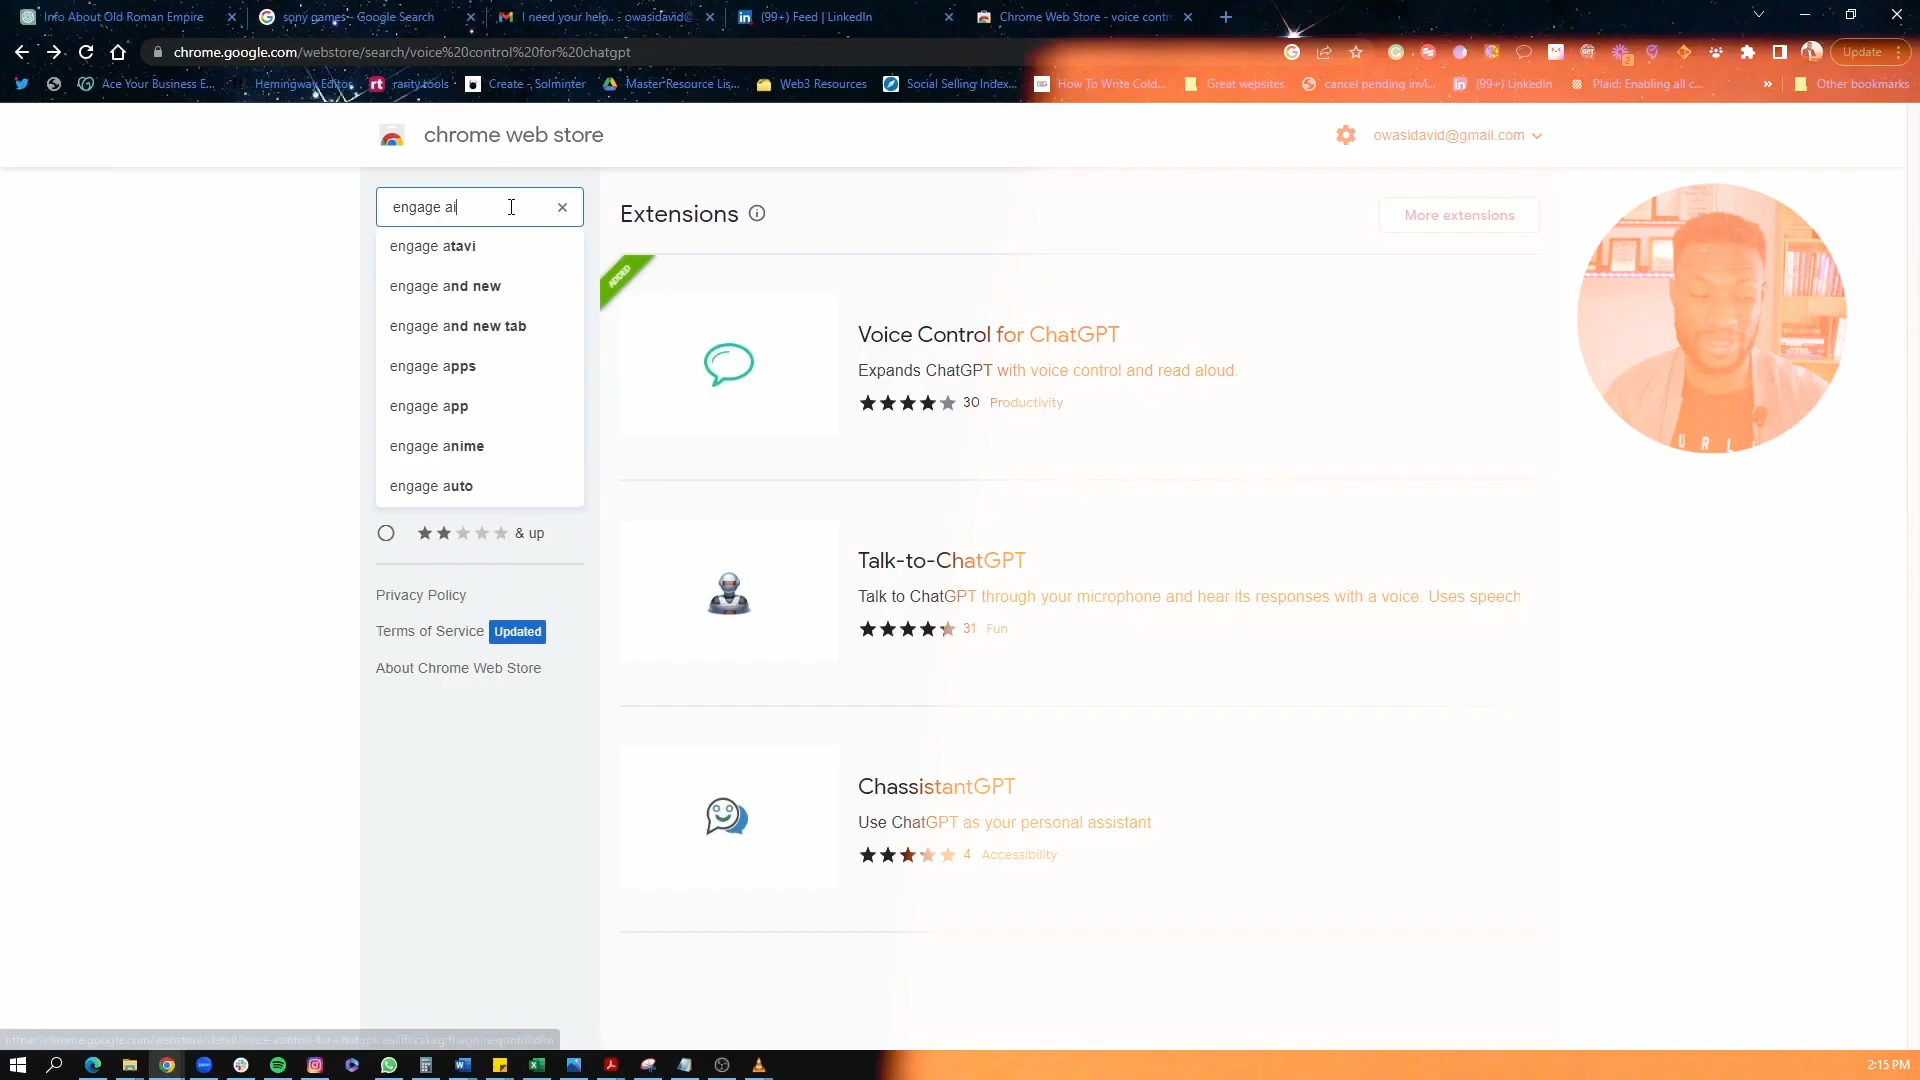 Info About Old Roman Empire
sony games - Google Search
I need your help.. - owasidavid@
(99+) Feed | LinkedIn
Chrome Web Store - voice contr
chrome.google.com/webstore/search/voice%20control%20for%20chatgpt
Update
Ace Your Business E...
Hemingway Editor
rarity.tools
Create - Solminter
Master Resource Lis...
Web3 Resources
Social Selling Index...
How To Write Cold...
Great websites
cancel pending invi...
(99+) LinkedIn
Plaid: Enabling all c...
»
Other bookmarks
chrome web store
owasidavid@gmail.com
engage ai
engage atavi
engage and new
engage and new tab
engage apps
engage app
engage anime
engage auto
& up
Privacy Policy
Terms of Service Updated
About Chrome Web Store
Extensions
More extensions
ADDED
Voice Control for ChatGPT
Expands ChatGPT with voice control and read aloud.
30 Productivity
Talk-to-ChatGPT
Talk to ChatGPT through your microphone and hear its responses with a voice. Uses speech
31 Fun
ChassistantGPT
Use ChatGPT as your personal assistant
4 Accessibility
U R L
2:15 PM